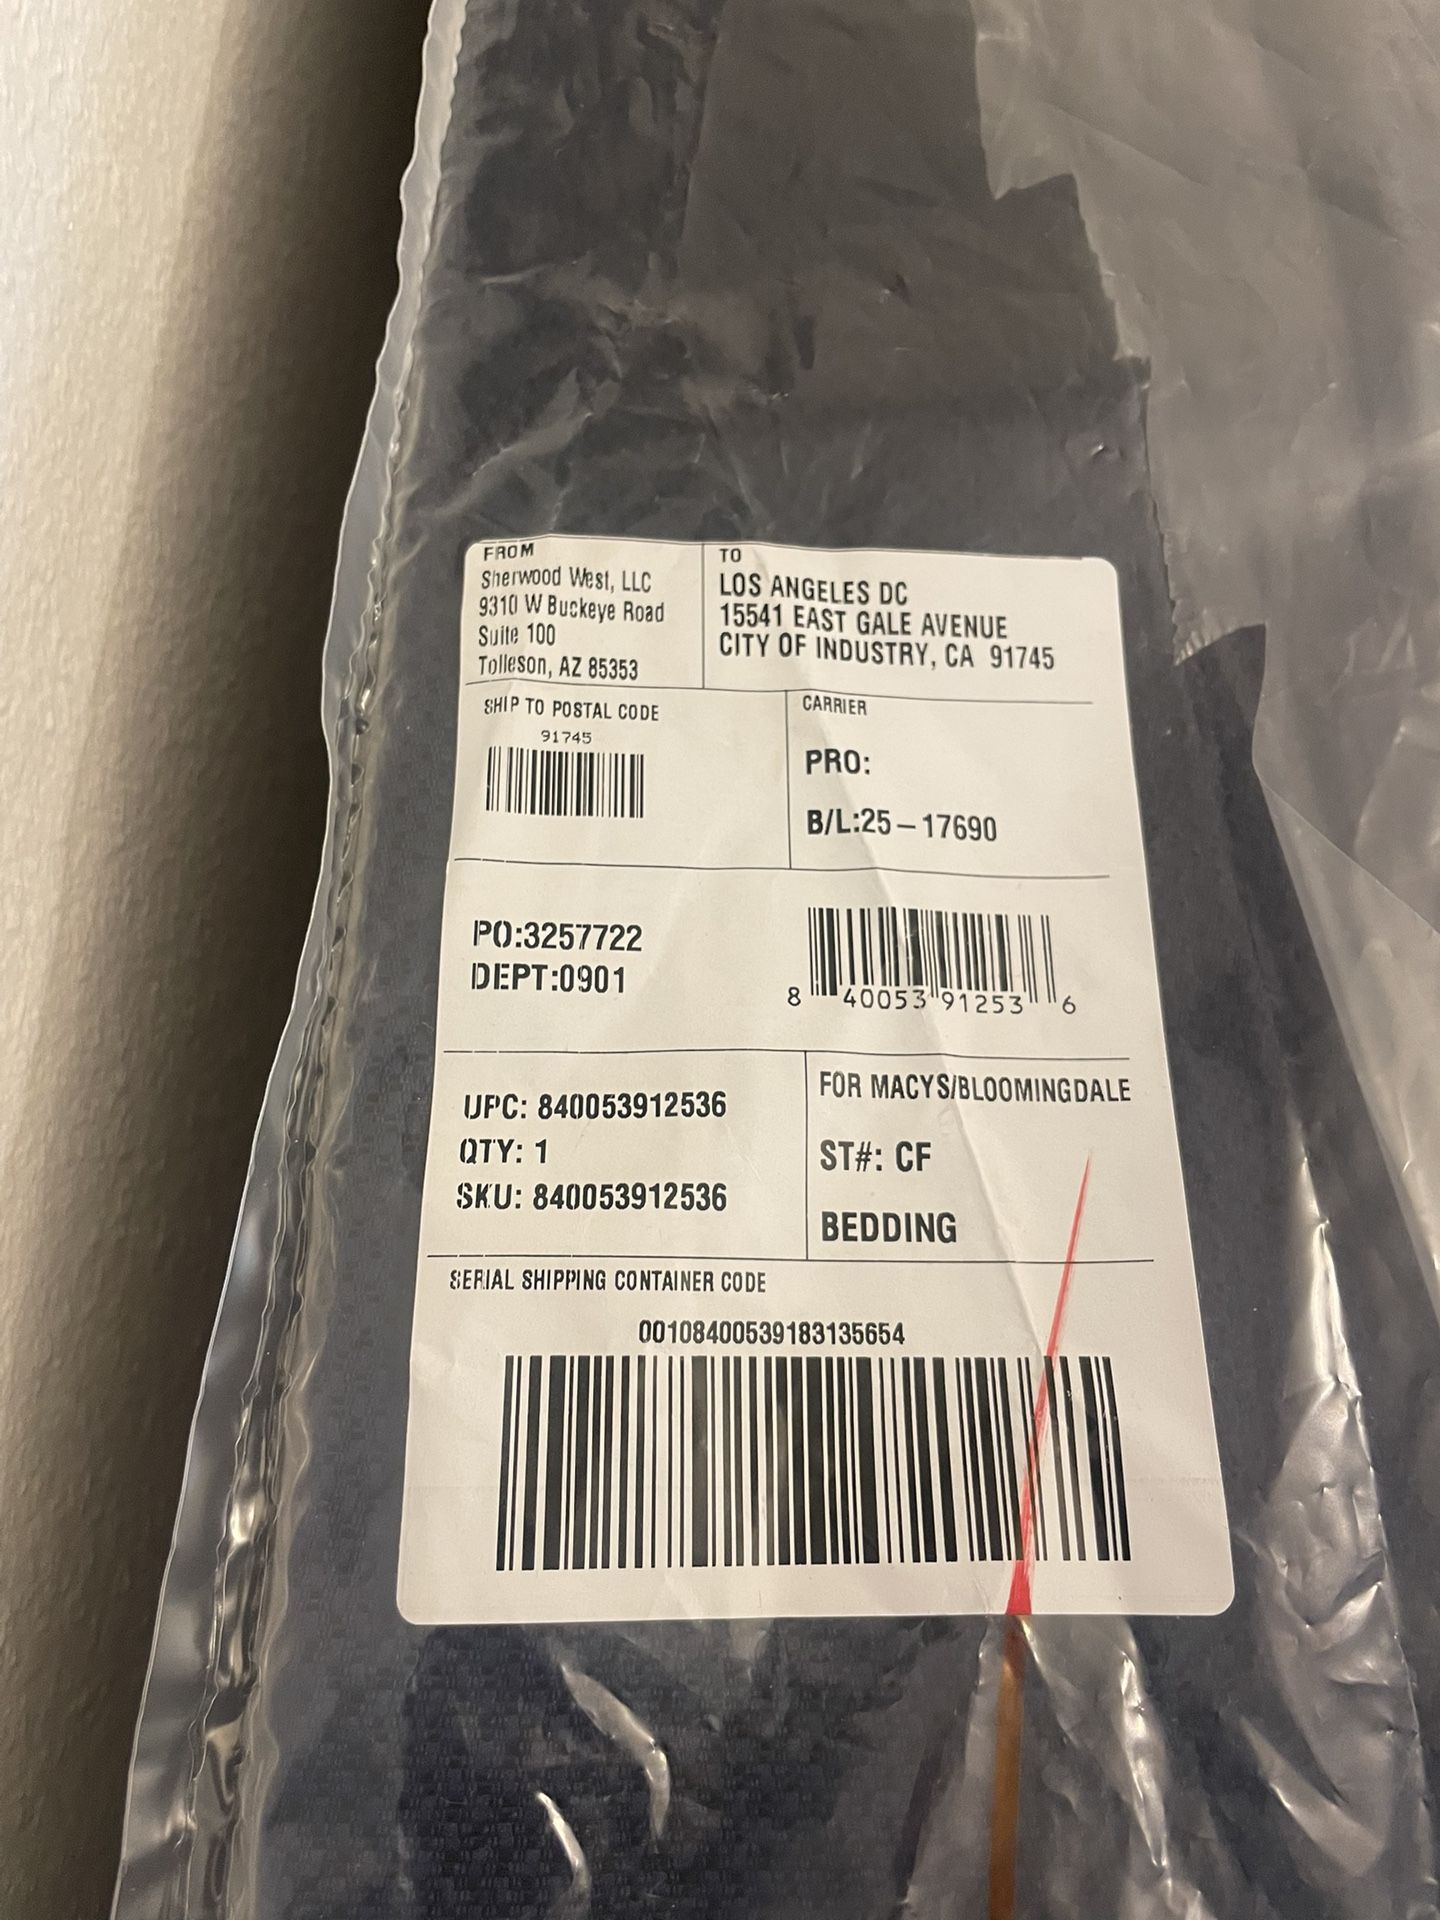 FROM
Sherwood West, LLC
9310 W Buckeye Road
Suite 100
Tolleson, AZ 85353
TO
LOS ANGELES DC
15541 EAST GALE AVENUE
CITY OF INDUSTRY, CA 91745
SHIP TO POSTAL CODE
91745
CARRIER
PRO:
B/L:25-17690
PO:3257722
DEPT:0901
8 40053 91253 6
UPC: 840053912536
QTY: 1
SKU: 840053912536
FOR MACYS/BLOOMINGDALE
ST#: CF
BEDDING
SERIAL SHIPPING CONTAINER CODE
00108400539183135654